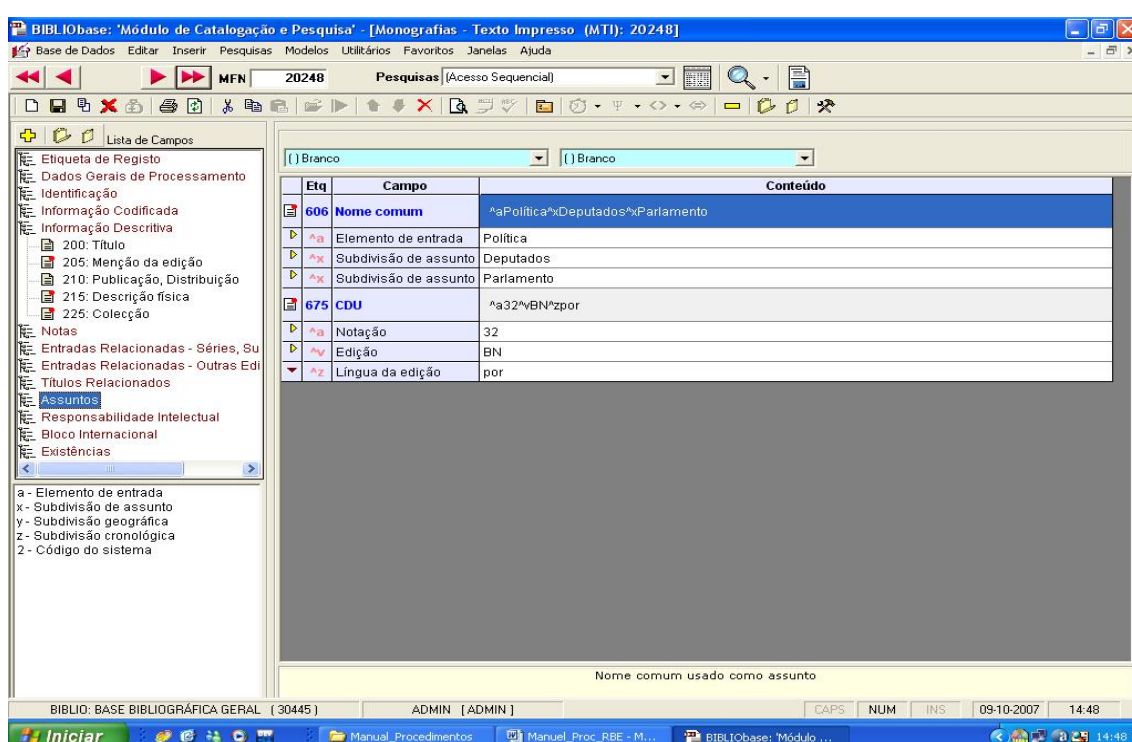 BIBLIObase: 'Módulo de Catalogação e Pesquisa' - [Monografias - Texto Impresso (MTI): 20248]
Base de Dados Editar Inserir Pesquisas Modelos Utilitários Favoritos Janelas Ajuda
MFN 20248 Pesquisas (Acesso Sequencial)
Lista de Campos
Etiqueta de Registo
Dados Gerais de Processamento
Identificação
Informação Codificada
Informação Descritiva
200: Título
205: Menção da edição
210: Publicação, Distribuição
215: Descrição física
225: Colecção
Notas
Entradas Relacionadas - Séries, Su
Entradas Relacionadas - Outras Edi
Títulos Relacionados
Assuntos
Responsabilidade Intelectual
Bloco Internacional
Existências
a - Elemento de entrada
x - Subdivisão de assunto
y - Subdivisão geográfica
z - Subdivisão cronológica
2 - Código do sistema
( ) Branco ( ) Branco
Etq Campo Conteúdo
606 Nome comum ^aPolítica^xDeputados^xParlamento
^a Elemento de entrada Política
^x Subdivisão de assunto Deputados
^x Subdivisão de assunto Parlamento
675 CDU ^a32^vBN^zpor
^a Notação 32
^v Edição BN
^z Língua da edição por
Nome comum usado como assunto
BIBLIO: BASE BIBLIOGRÁFICA GERAL ( 30445 ) ADMIN [ ADMIN ] CAPS NUM INS 09-10-2007 14:48
Iniciar Manual_Procedimentos Manuel_Proc_RBE - M... BIBLIObase: 'Módulo ... 14:48